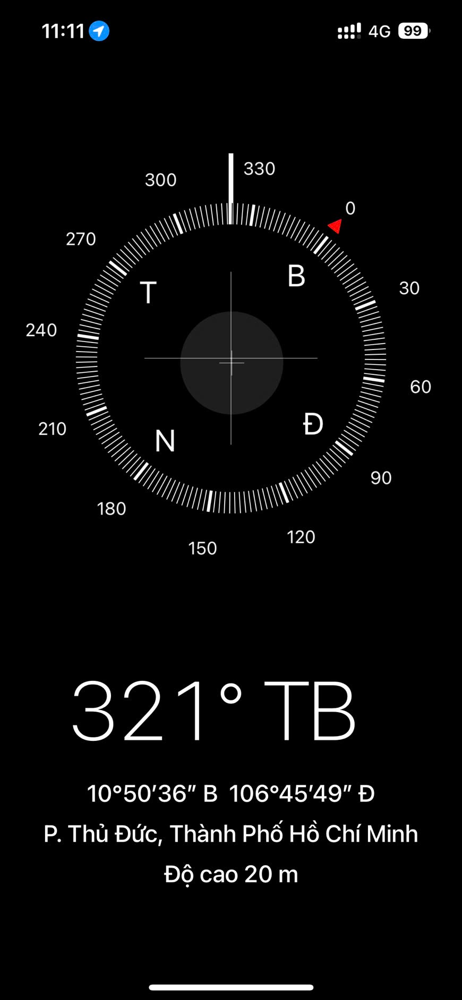 11:11 4G 99
330
300
0
270
B
T
30
240
60
210
Đ
N
90
180
120
150
321° TB
10°50’36” B 106°45’49” Đ
P. Thủ Đức, Thành Phố Hồ Chí Minh
Độ cao 20 m